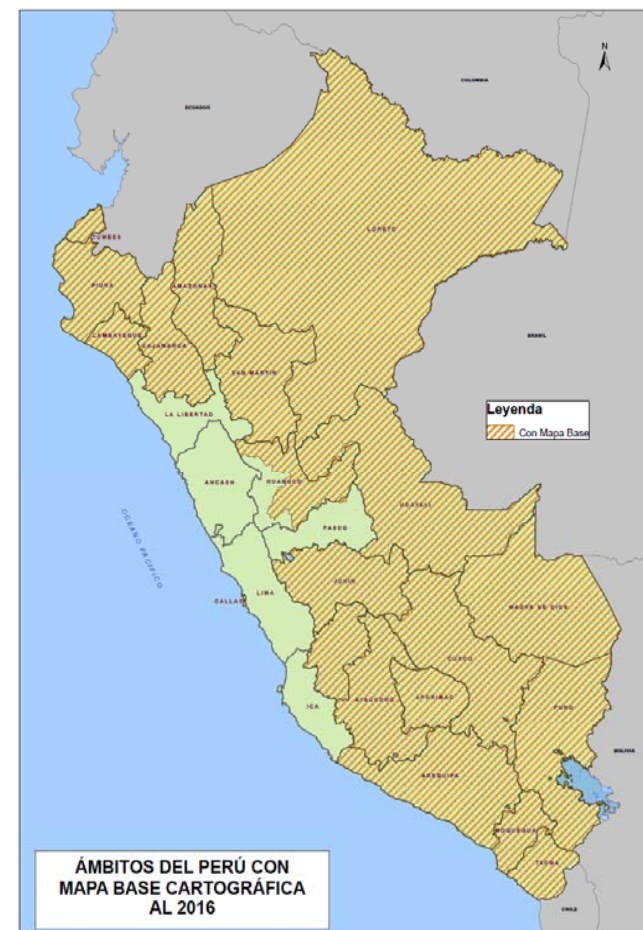 N
COLOMBIA
ECUADOR
TUMBES
LORETO
PIURA
AMAZONAS
LAMBAYEQUE
CAJAMARCA
BRASIL
SAN MARTIN
Leyenda
Con Mapa Base
LA LIBERTAD
ANCASH
HUANUCO
UCAYALI
PASCO
OCEANO PACIFICO
JUNIN
LIMA
CALLAO
MADRE DE DIOS
CUSCO
ICA
AYACUCHO
APURIMAC
PUNO
BOLIVIA
AREQUIPA
MOQUEGUA
TACNA
CHILE
ÁMBITOS DEL PERÚ CON
MAPA BASE CARTOGRÁFICA
AL 2016